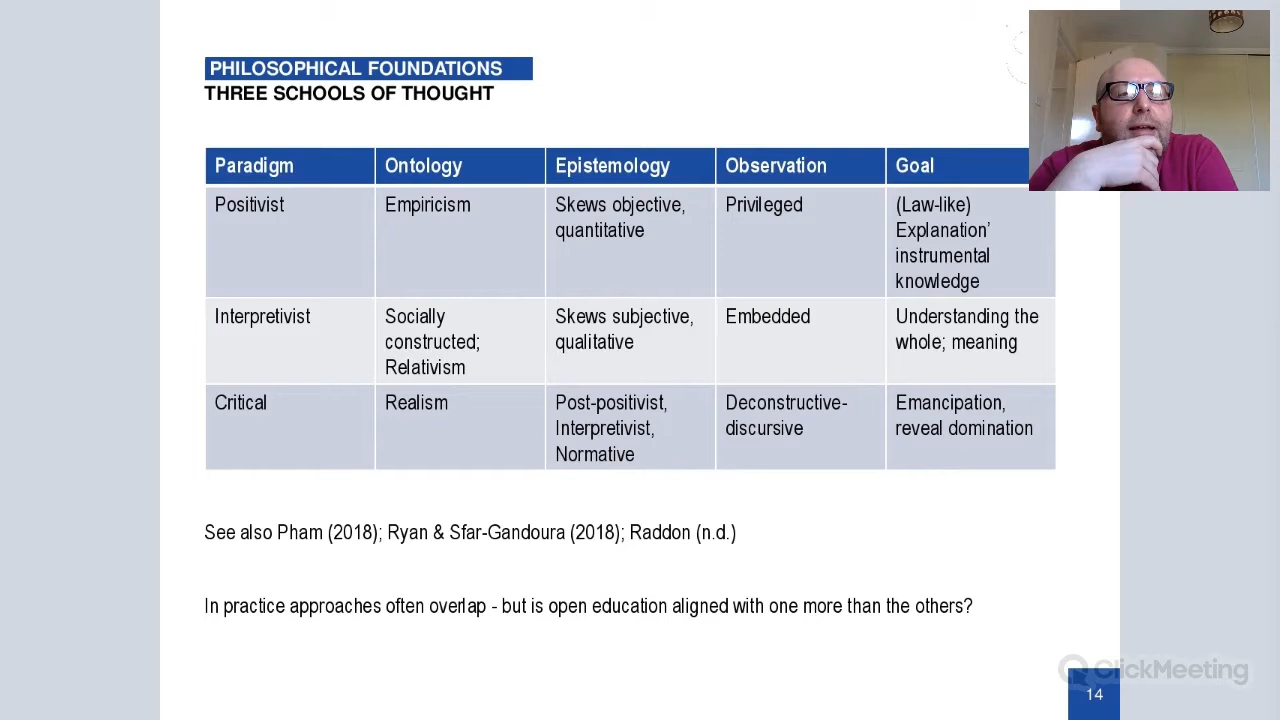 PHILOSOPHICAL FOUNDATIONS
THREE SCHOOLS OF THOUGHT
Paradigm Ontology Epistemology Observation Goal
Positivist Empiricism Skews objective, Privileged (Law-like)
quantitative Explanation’
instrumental
knowledge
Interpretivist Socially Skews subjective, Embedded Understanding the
constructed; qualitative whole; meaning
Relativism
Critical Realism Post-positivist, Deconstructive- Emancipation,
Interpretivist, discursive reveal domination
Normative
See also Pham (2018); Ryan & Sfar-Gandoura (2018); Raddon (n.d.)
In practice approaches often overlap - but is open education aligned with one more than the others?
ClickMeeting
14